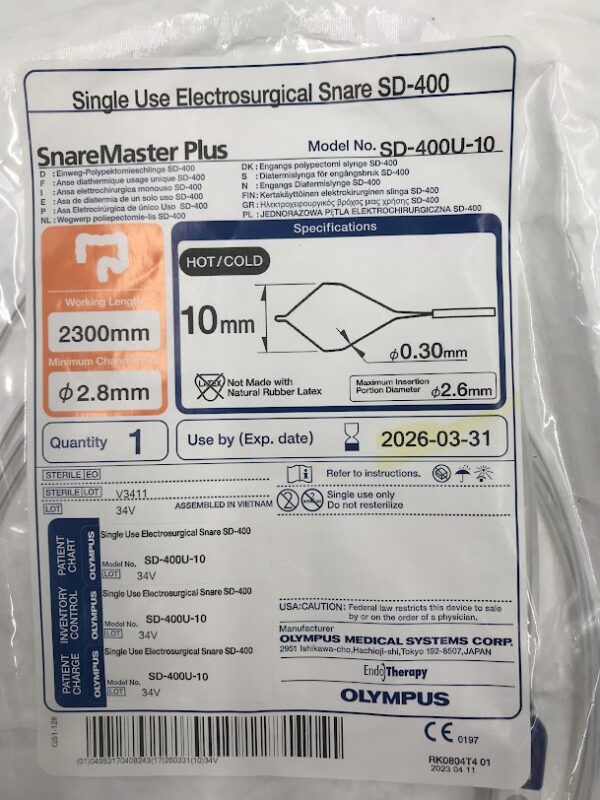 Single Use Electrosurgical Snare SD-400
SnareMaster Plus
Model No. SD-400U-10
D : Einweg-Polypektomieschlinge SD-400
F : Anse diathermique usage unique SD-400
I : Ansa elettrochirurgica monouso SD-400
E : Asa de diatermia de un solo uso SD-400
P : Asa Eletrocirúrgica de único Uso SD-400
NL : Wegwerp poliepectomie-lis SD-400
DK : Engangs polypectomi slynge SD-400
S : Diatermislynga för engångsbruk SD-400
N : Engangs Diatermislynge SD-400
FIN: Kertakäyttöinen elektrokirurginen silinga SD-400
GR : Ηλεκτροχειρουργικός βρόχος μιας χρήσης SD-400
PL : JEDNORAZOWA PĘTLA ELEKTROCHIRURGICZNA SD-400
Specifications
HOT/COLD
10mm
φ0.30mm
Latex
Not Made with
Natural Rubber Latex
Maximum Insertion
Portion Diameter
φ2.6mm
Working Length
2300mm
Minimum
φ2.8mm
Quantity 1
Use by (Exp. date)
2026-03-31
STERILE EO
STERILE LOT V3411
LOT 34V
ASSEMBLED IN VIETNAM
Refer to instructions.
Single use only
Do not resterilize
PATIENT CHART
OLYMPUS
Single Use Electrosurgical Snare SD-400
Model No. SD-400U-10
LOT 34V
INVENTORY CONTROL
OLYMPUS
Single Use Electrosurgical Snare SD-400
Model No. SD-400U-10
LOT 34V
PATIENT CHARGE
OLYMPUS
Single Use Electrosurgical Snare SD-400
Model No. SD-400U-10
LOT 34V
USA:CAUTION: Federal law restricts this device to sale
by or on the order of a physician.
Manufacturer
OLYMPUS MEDICAL SYSTEMS CORP.
2951 Ishikawa-cho,Hachioji-shi,Tokyo 192-8507,JAPAN
EndoTherapy
OLYMPUS
GS1-128
(01)04953170408243(17)260331(10)34V
CE 0197
RK0804T4 01
2023 04 11